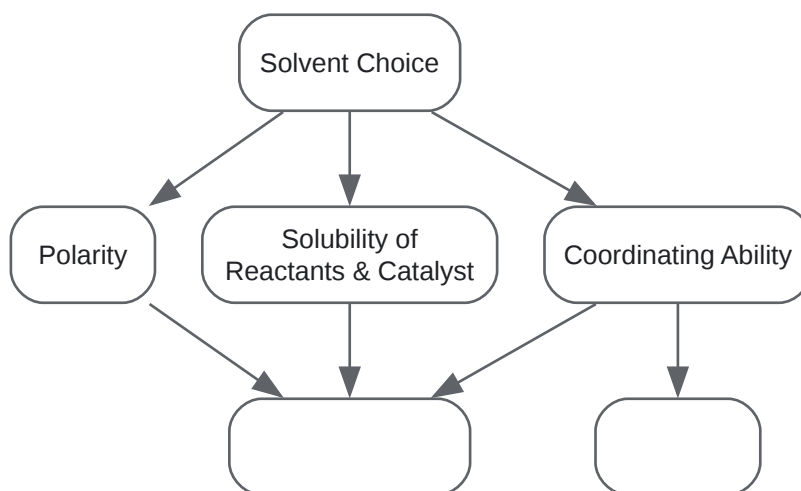 Solvent Choice
Polarity
Solubility of
Reactants & Catalyst
Coordinating Ability